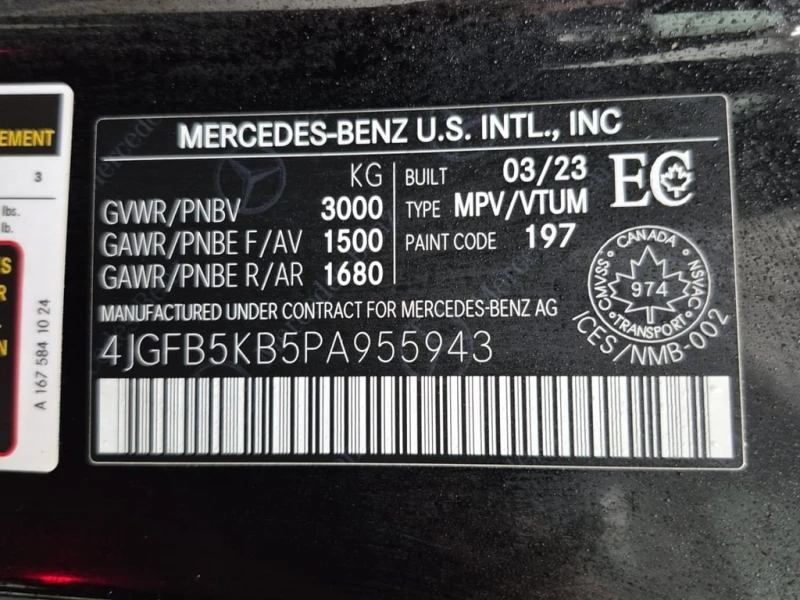 MERCEDES-BENZ U.S. INTL., INC
KG
GVWR/PNBV 3000
GAWR/PNBE F/AV 1500
GAWR/PNBE R/AR 1680
BUILT 03/23
TYPE MPV/VTUM
PAINT CODE 197
EC
CANADA
CMVSS NSVAC
974
TRANSPORT
ICES/NMB-002
MANUFACTURED UNDER CONTRACT FOR MERCEDES-BENZ AG
4JGFB5KB5PA955943
EMENT
3
lbs.
lb.
S
R
N
A 167 584 10 24